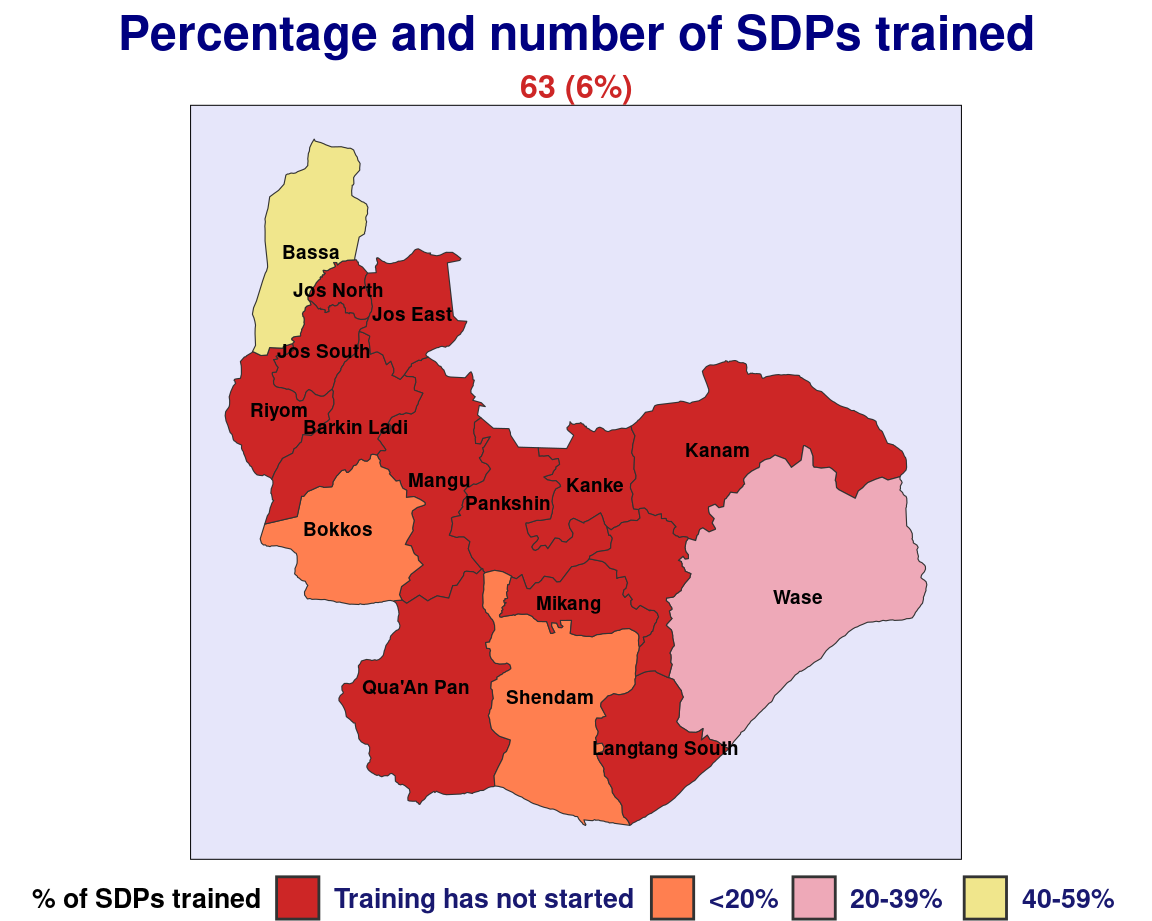 Percentage and number of SDPs trained
63 (6%)
Bassa
Jos North
Jos East
Jos South
Riyom
Barkin Ladi
Kanam
Mangu
Kanke
Pankshin
Bokkos
Wase
Mikang
Qua'An Pan
Shendam
Langtang South
% of SDPs trained Training has not started <20% 20-39% 40-59%